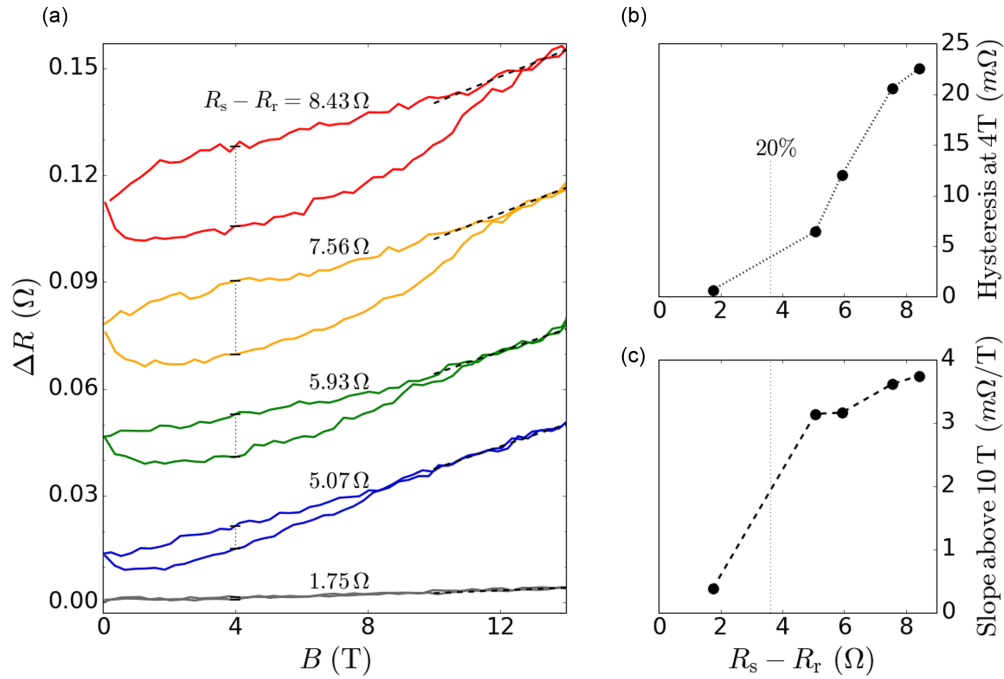 (a)
0.15
0.12
0.09
0.06
0.03
0.00
ΔR (Ω)
R_s − R_r = 8.43 Ω
7.56 Ω
5.93 Ω
5.07 Ω
1.75 Ω
0 4 8 12
B (T)
(b)
20%
25
20
15
10
5
0
Hysteresis at 4T (mΩ)
0 2 4 6 8
(c)
4
3
2
1
0
Slope above 10 T (mΩ/T)
0 2 4 6 8
R_s − R_r (Ω)